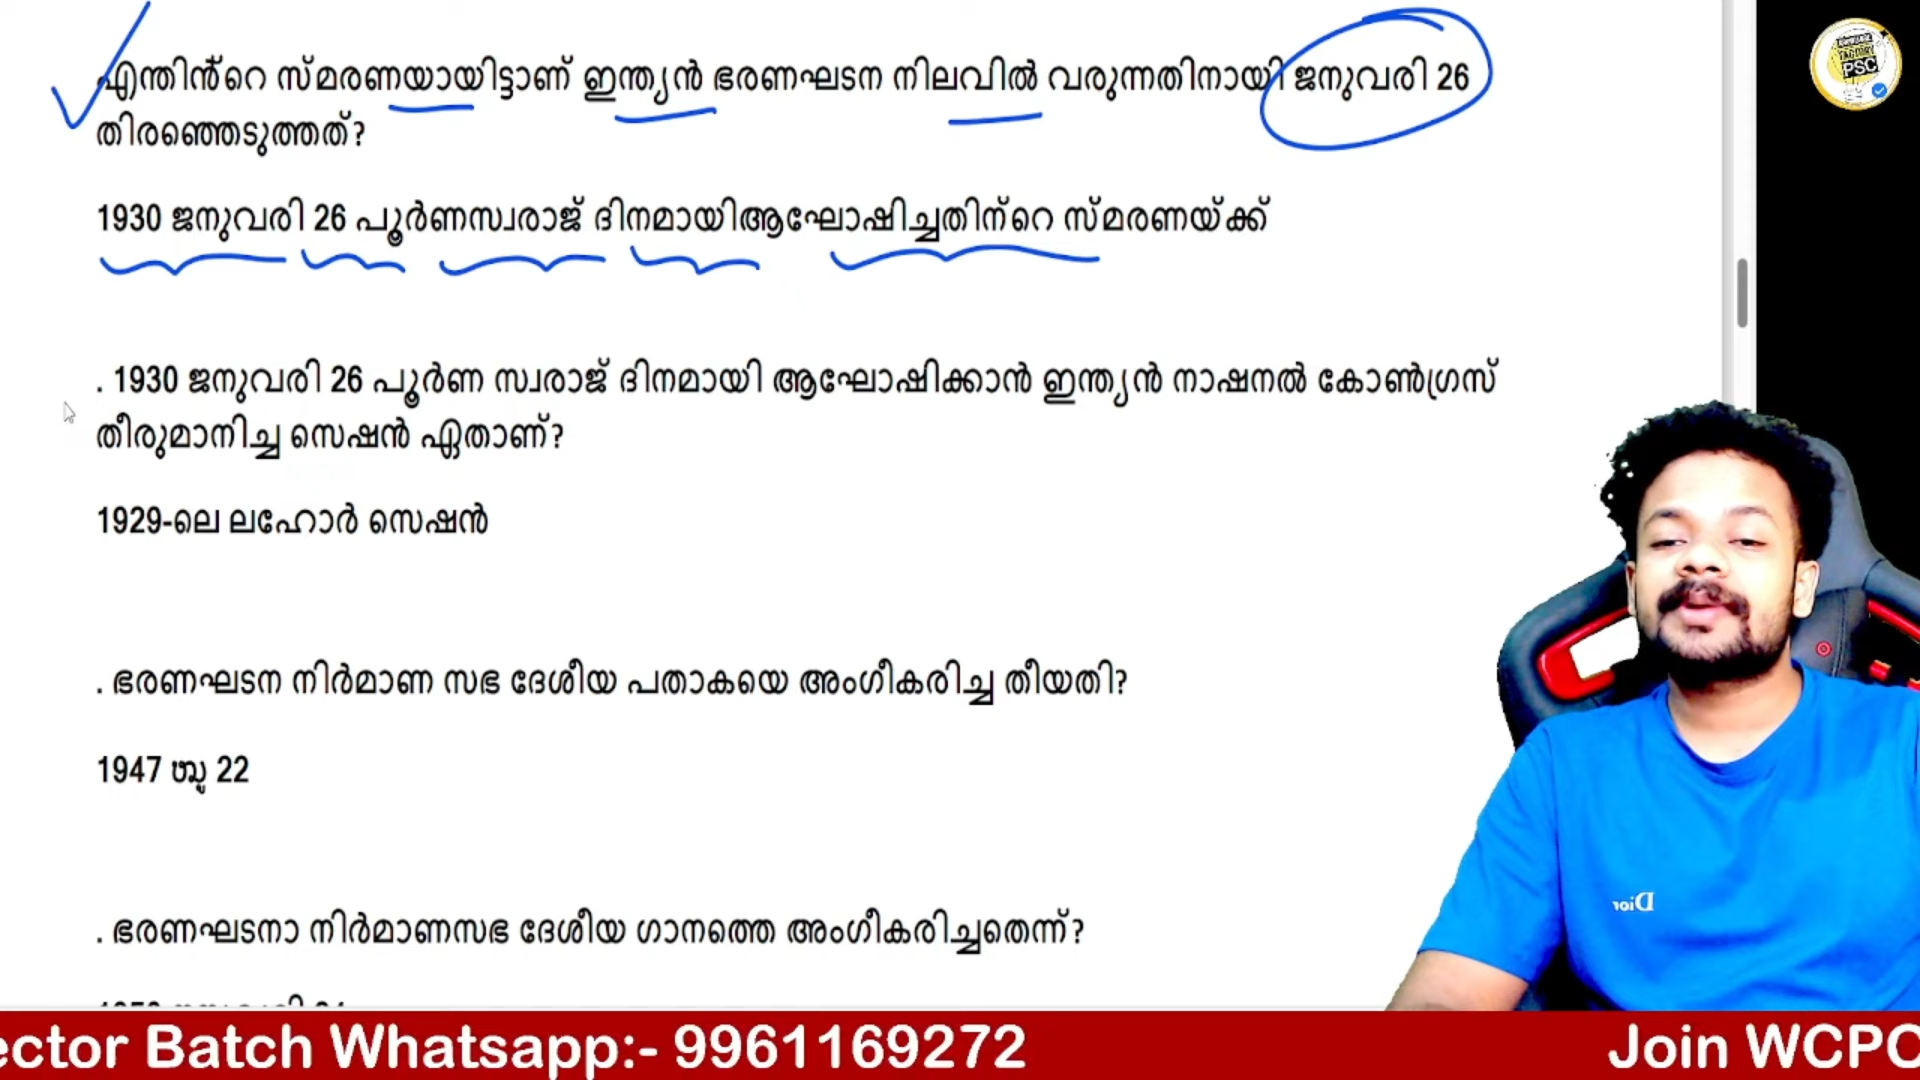 എന്തിൻ്റെ സ്മരണയായിട്ടാണ് ഇന്ത്യൻ ഭരണഘടന നിലവിൽ വരുന്നതിനായി ജനുവരി 26
തിരഞ്ഞെടുത്തത്?
1930 ജനുവരി 26 പൂർണസ്വരാജ് ദിനമായിആഘോഷിച്ചതിന്റെ സ്മരണയ്ക്ക്
. 1930 ജനുവരി 26 പൂർണ സ്വരാജ് ദിനമായി ആഘോഷിക്കാൻ ഇന്ത്യൻ നാഷനൽ കോൺഗ്രസ്
തീരുമാനിച്ച സെഷൻ ഏതാണ്?
1929-ലെ ലഹോർ സെഷൻ
. ഭരണഘടന നിർമാണ സഭ ദേശീയ പതാകയെ അംഗീകരിച്ച തീയതി?
1947 22
. ഭരണഘടനാ നിർമാണസഭ ദേശീയ ഗാനത്തെ അംഗീകരിച്ചതെന്ന്?
PSC
Dior
ector Batch Whatsapp:- 9961169272
Join WCPO